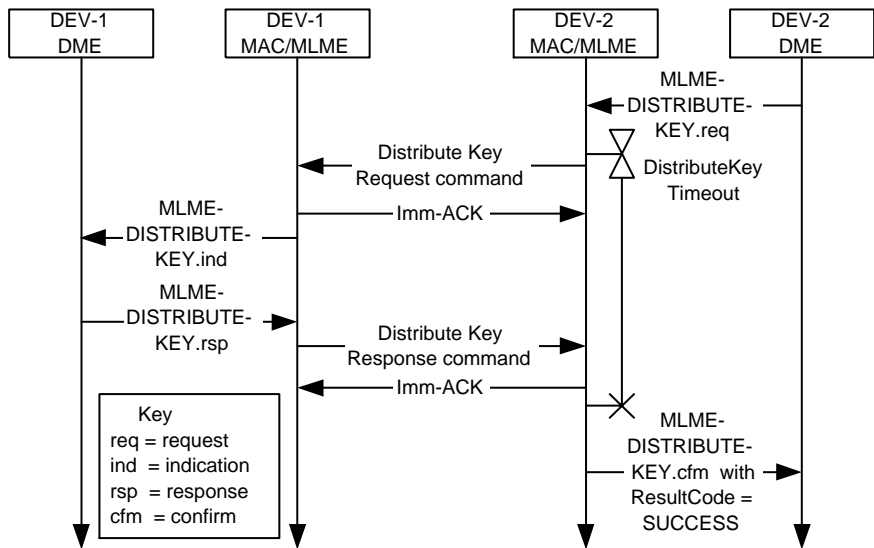 DEV-1
DME
DEV-1
MAC/MLME
DEV-2
MAC/MLME
DEV-2
DME
MLME-
DISTRIBUTE-
KEY.req
Distribute Key
Request command
DistributeKey
Timeout
Imm-ACK
MLME-
DISTRIBUTE-
KEY.ind
MLME-
DISTRIBUTE-
KEY.rsp
Distribute Key
Response command
Imm-ACK
MLME-
DISTRIBUTE-
KEY.cfm with
ResultCode =
SUCCESS
Key
req = request
ind = indication
rsp = response
cfm = confirm